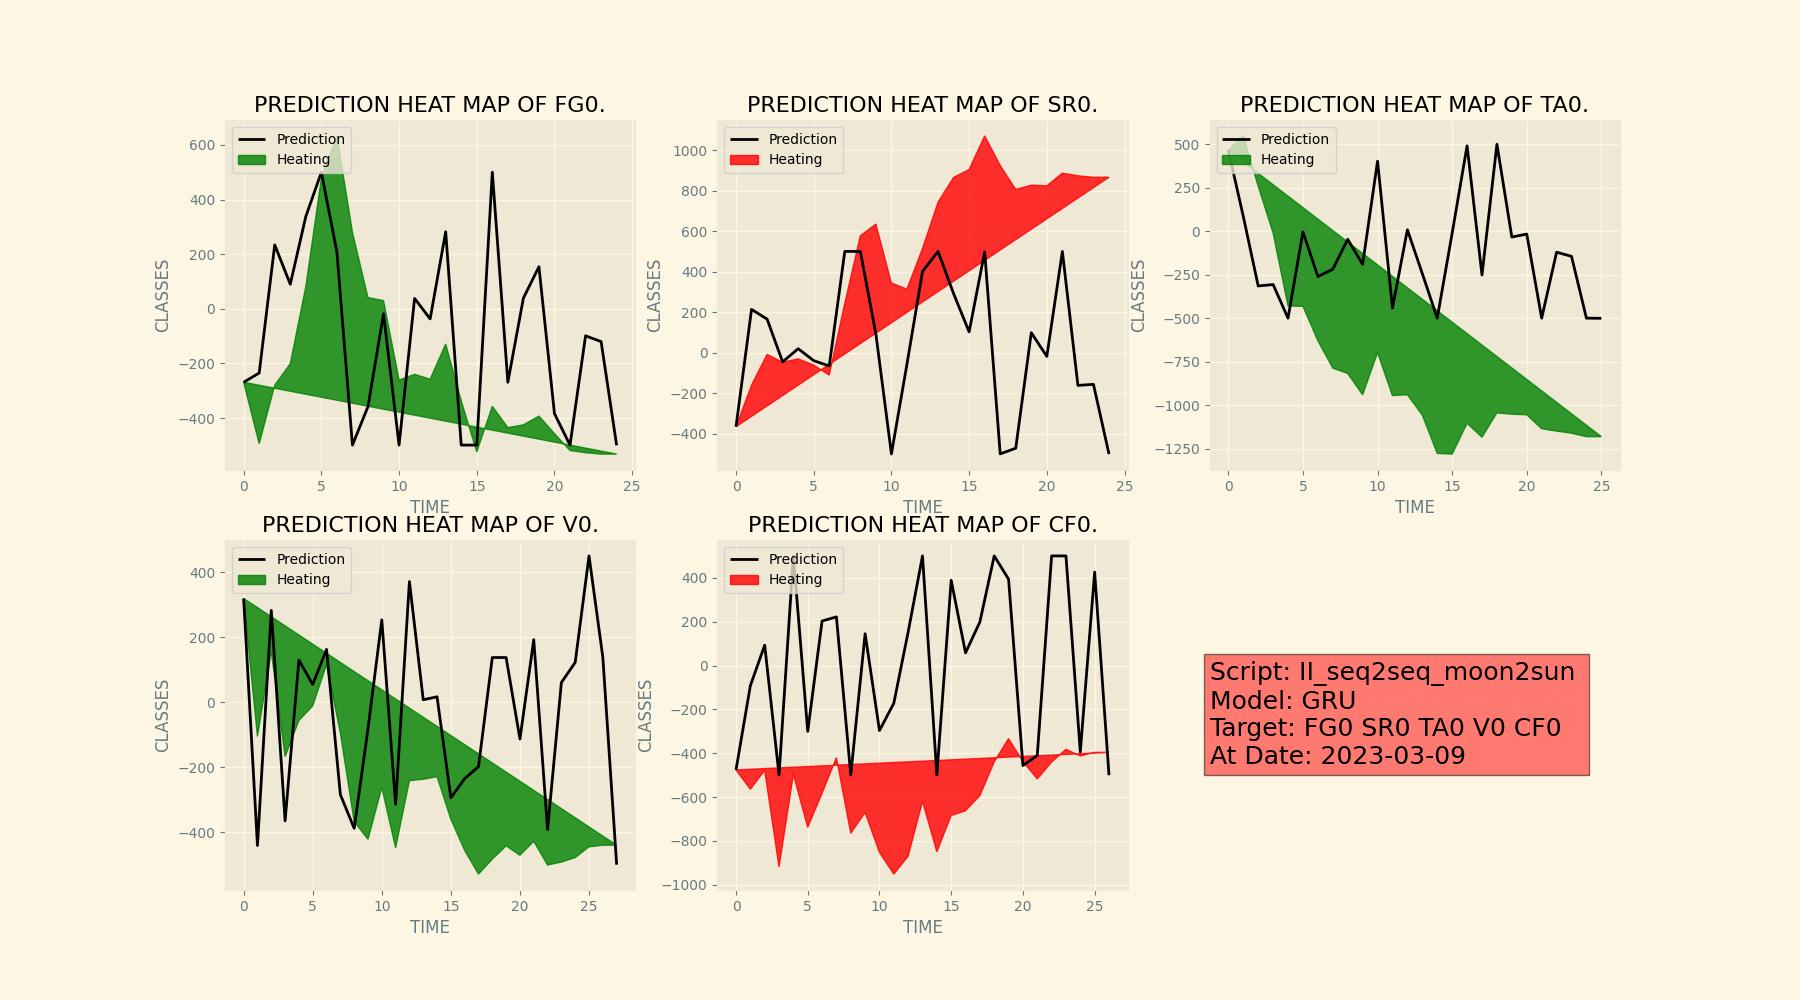 PREDICTION HEAT MAP OF FG0.
Prediction
Heating
600
400
200
0
−200
−400
CLASSES
0 5 10 15 20 25
TIME
PREDICTION HEAT MAP OF SR0.
Prediction
Heating
1000
800
600
400
200
0
−200
−400
CLASSES
0 5 10 15 20 25
TIME
PREDICTION HEAT MAP OF TA0.
Prediction
Heating
500
250
0
−250
−500
−750
−1000
−1250
CLASSES
0 5 10 15 20 25
TIME
PREDICTION HEAT MAP OF V0.
Prediction
Heating
400
200
0
−200
−400
CLASSES
0 5 10 15 20 25
TIME
PREDICTION HEAT MAP OF CF0.
Prediction
Heating
400
200
0
−200
−400
−600
−800
−1000
CLASSES
0 5 10 15 20 25
TIME
Script: II_seq2seq_moon2sun
Model: GRU
Target: FG0 SR0 TA0 V0 CF0
At Date: 2023-03-09